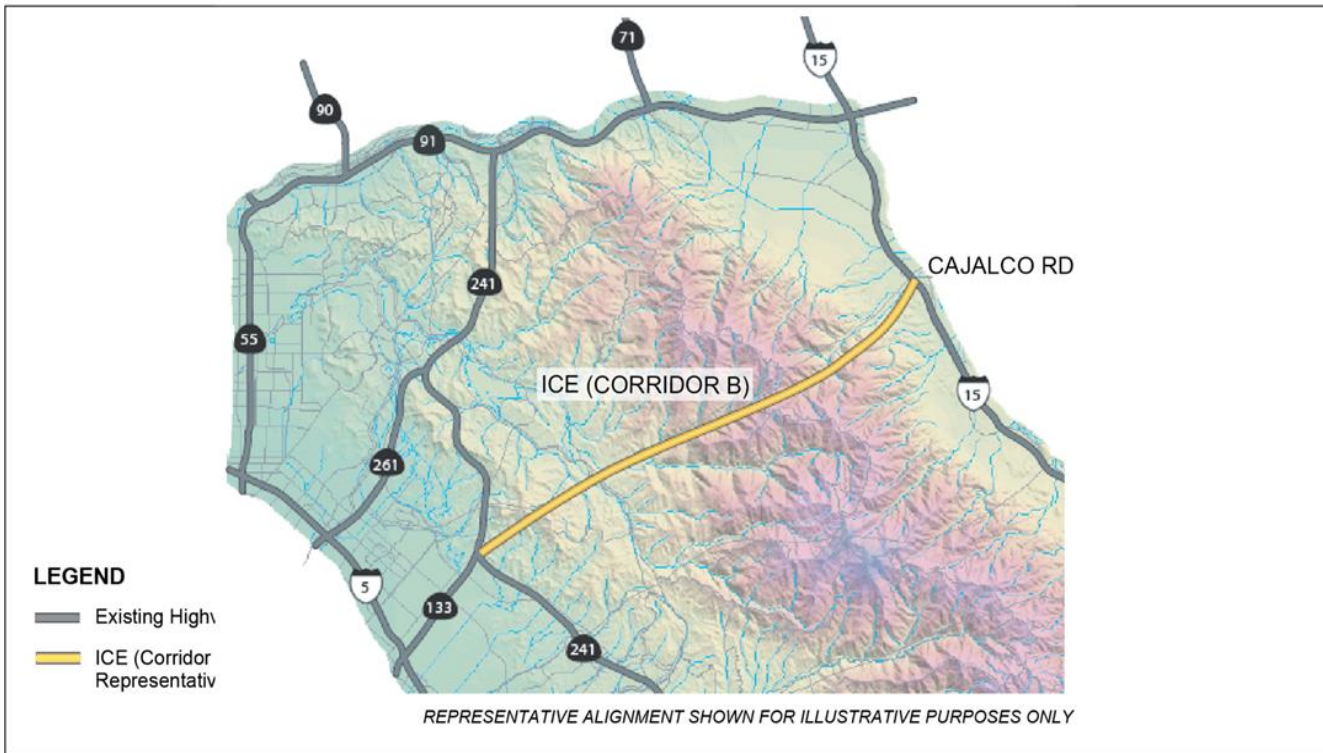 71
15
90
91
241
CAJALCO RD
55
ICE (CORRIDOR B)
15
261
LEGEND
5
Existing High
133
ICE (Corridor
241
Representativ
REPRESENTATIVE ALIGNMENT SHOWN FOR ILLUSTRATIVE PURPOSES ONLY